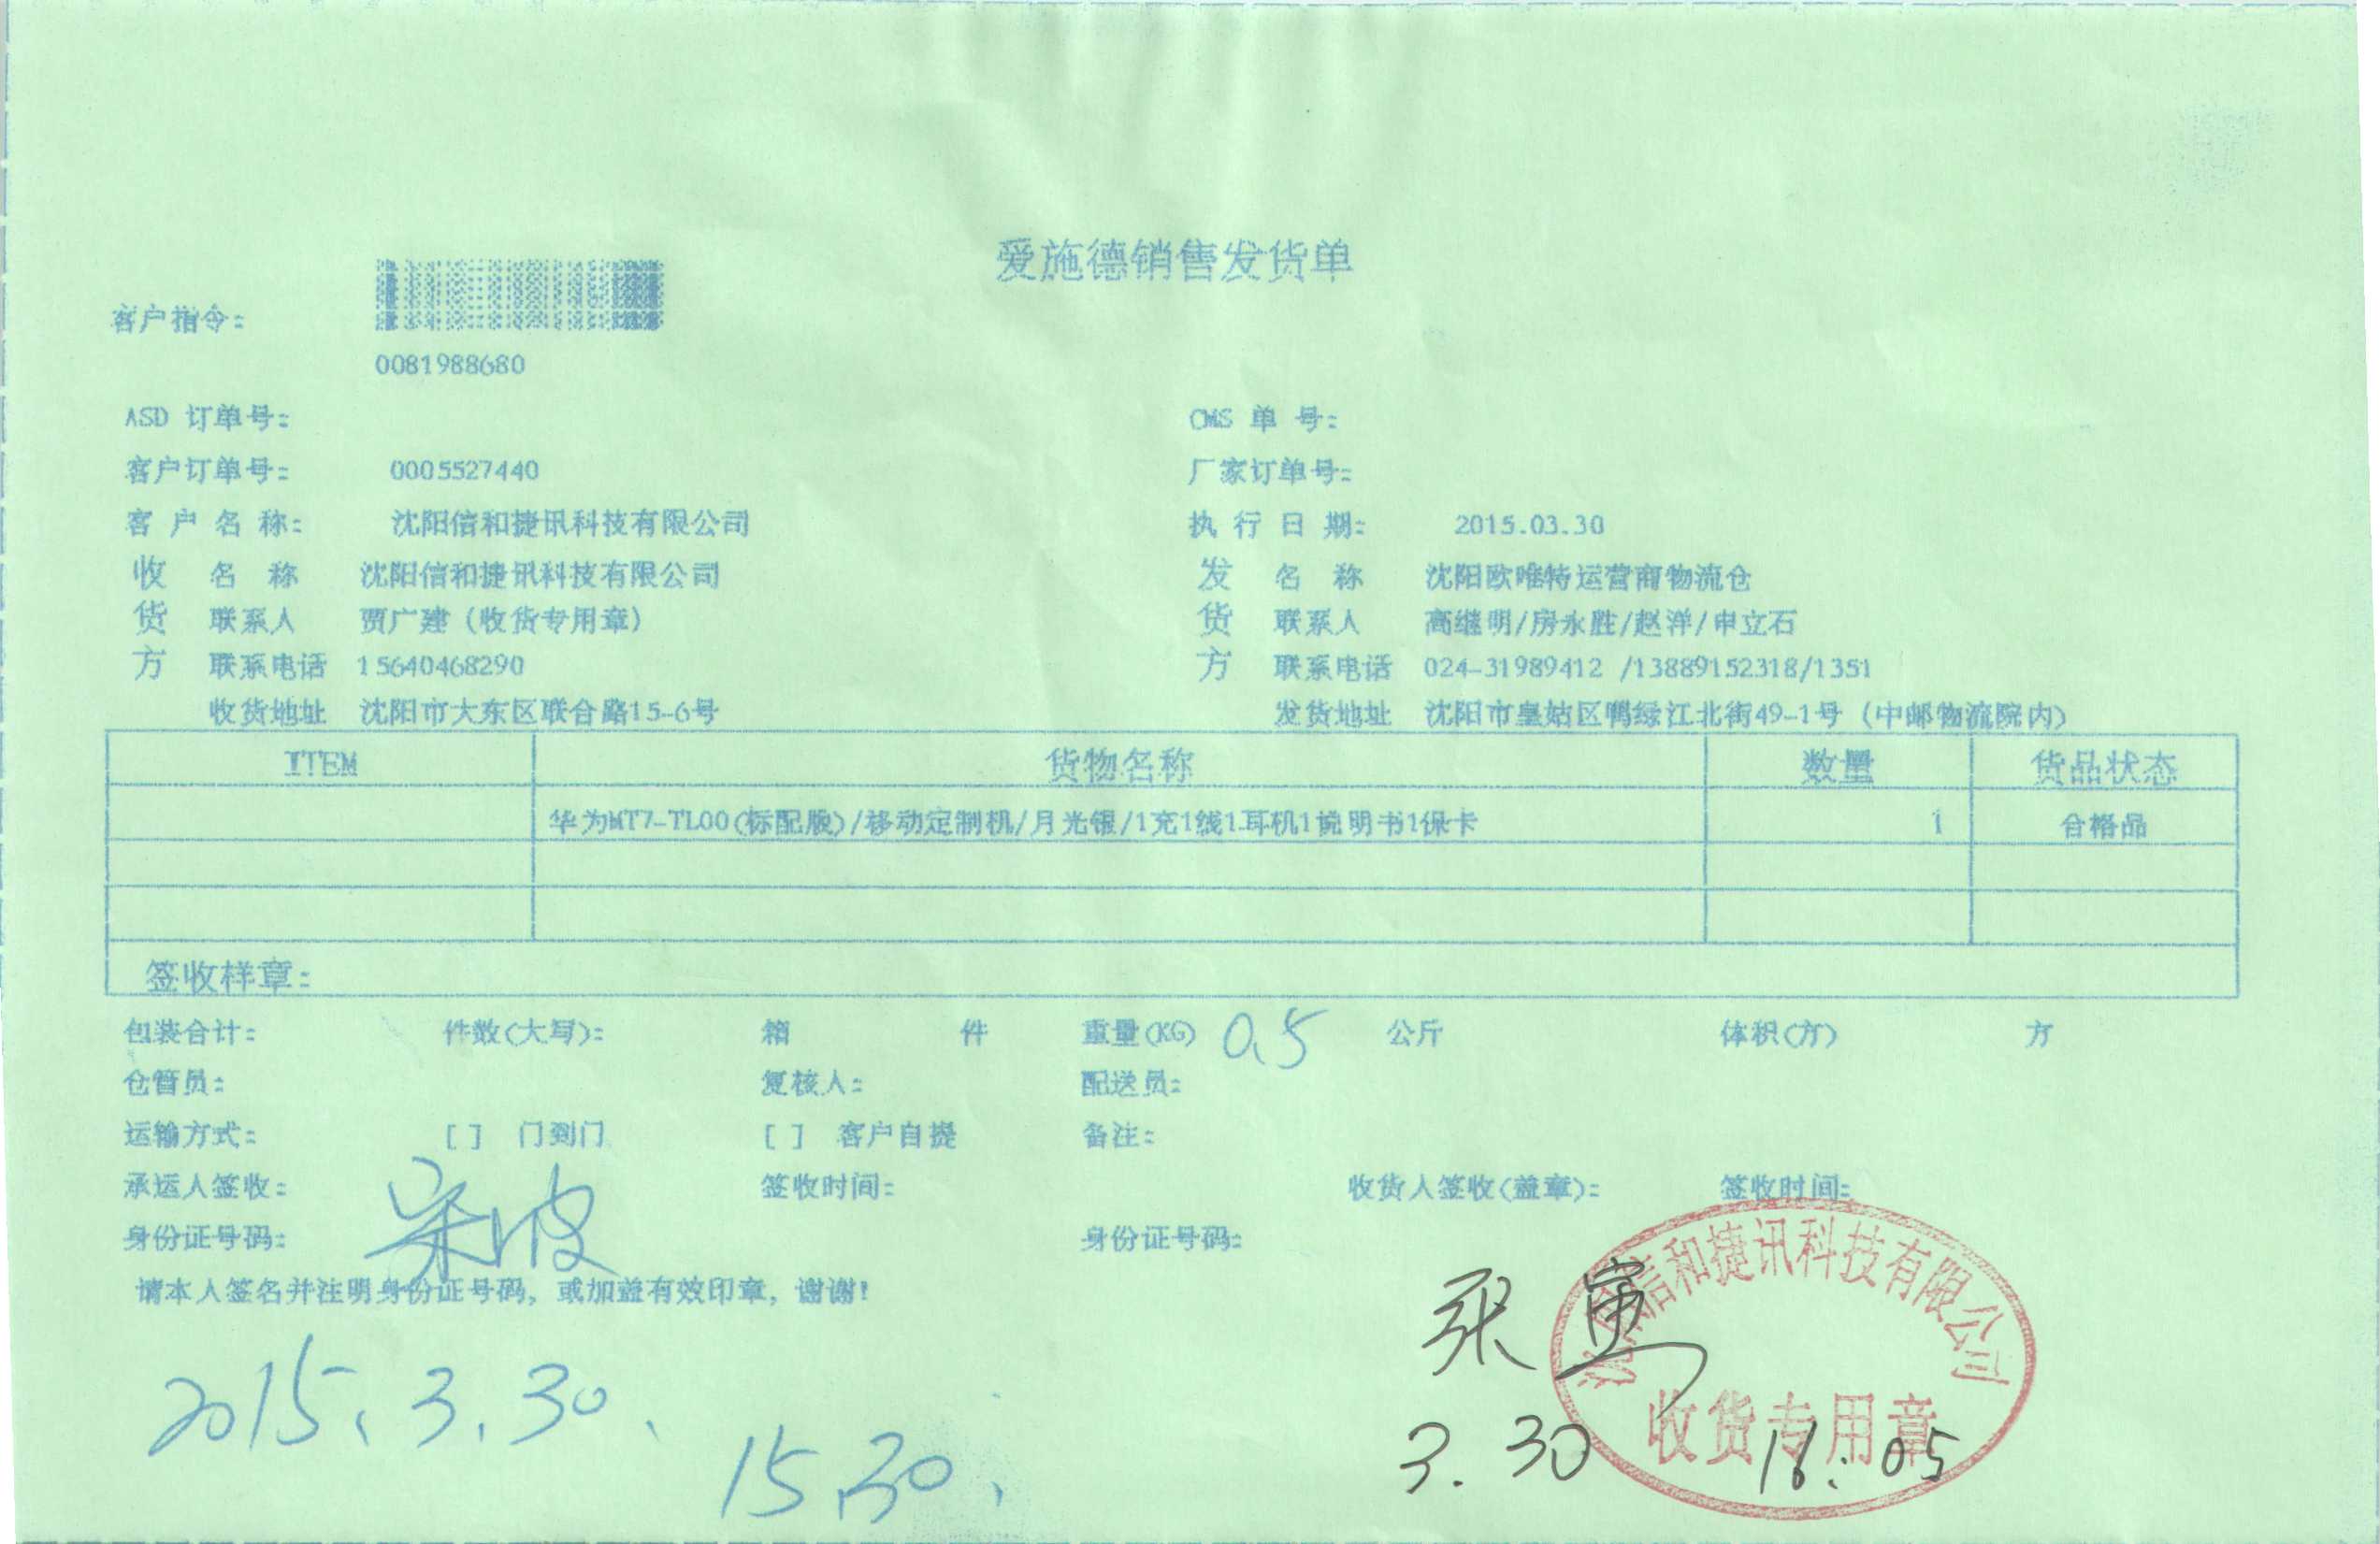 爱施德销售发货单
客户指令:
0081988680
ASD 订单号: CMS 单 号:
客户订单号: 0005527440 厂家订单号:
客 户 名 称: 沈阳信和捷讯科技有限公司 执 行 日 期: 2015.03.30
收 名 称 沈阳信和捷讯科技有限公司 发 名 称 沈阳欧唯特运营商物流仓
货 联系人 贾广建 (收货专用章) 货 联系人 高继明/房永胜/赵洋/申立石
方 联系电话 15640468290 方 联系电话 024-31989412 /13889152318/1351
收货地址 沈阳市大东区联合路15-6号 发货地址 沈阳市皇姑区鸭绿江北街49-1号 (中邮物流院内)
ITEM 货物名称 数量 货品状态
华为MT7-TL00(标配版)/移动定制机/月光银/1充1线1耳机1说明书1保卡 1 合格品
签收样章:
包装合计: 件数(大写): 箱 件 重量(KG) 0.5 公斤 体积(方) 方
仓管员: 复核人: 配送员:
运输方式: [ ] 门到门 [ ] 客户自提 备注:
承运人签收: 签收时间: 收货人签收(盖章): 签收时间:
身份证号码: 身份证号码:
请本人签名并注明身份证号码, 或加盖有效印章, 谢谢!
沈阳信和捷讯科技有限公司
收货专用章
张寅
2015.3.30.
15.30.
3.30 16:05